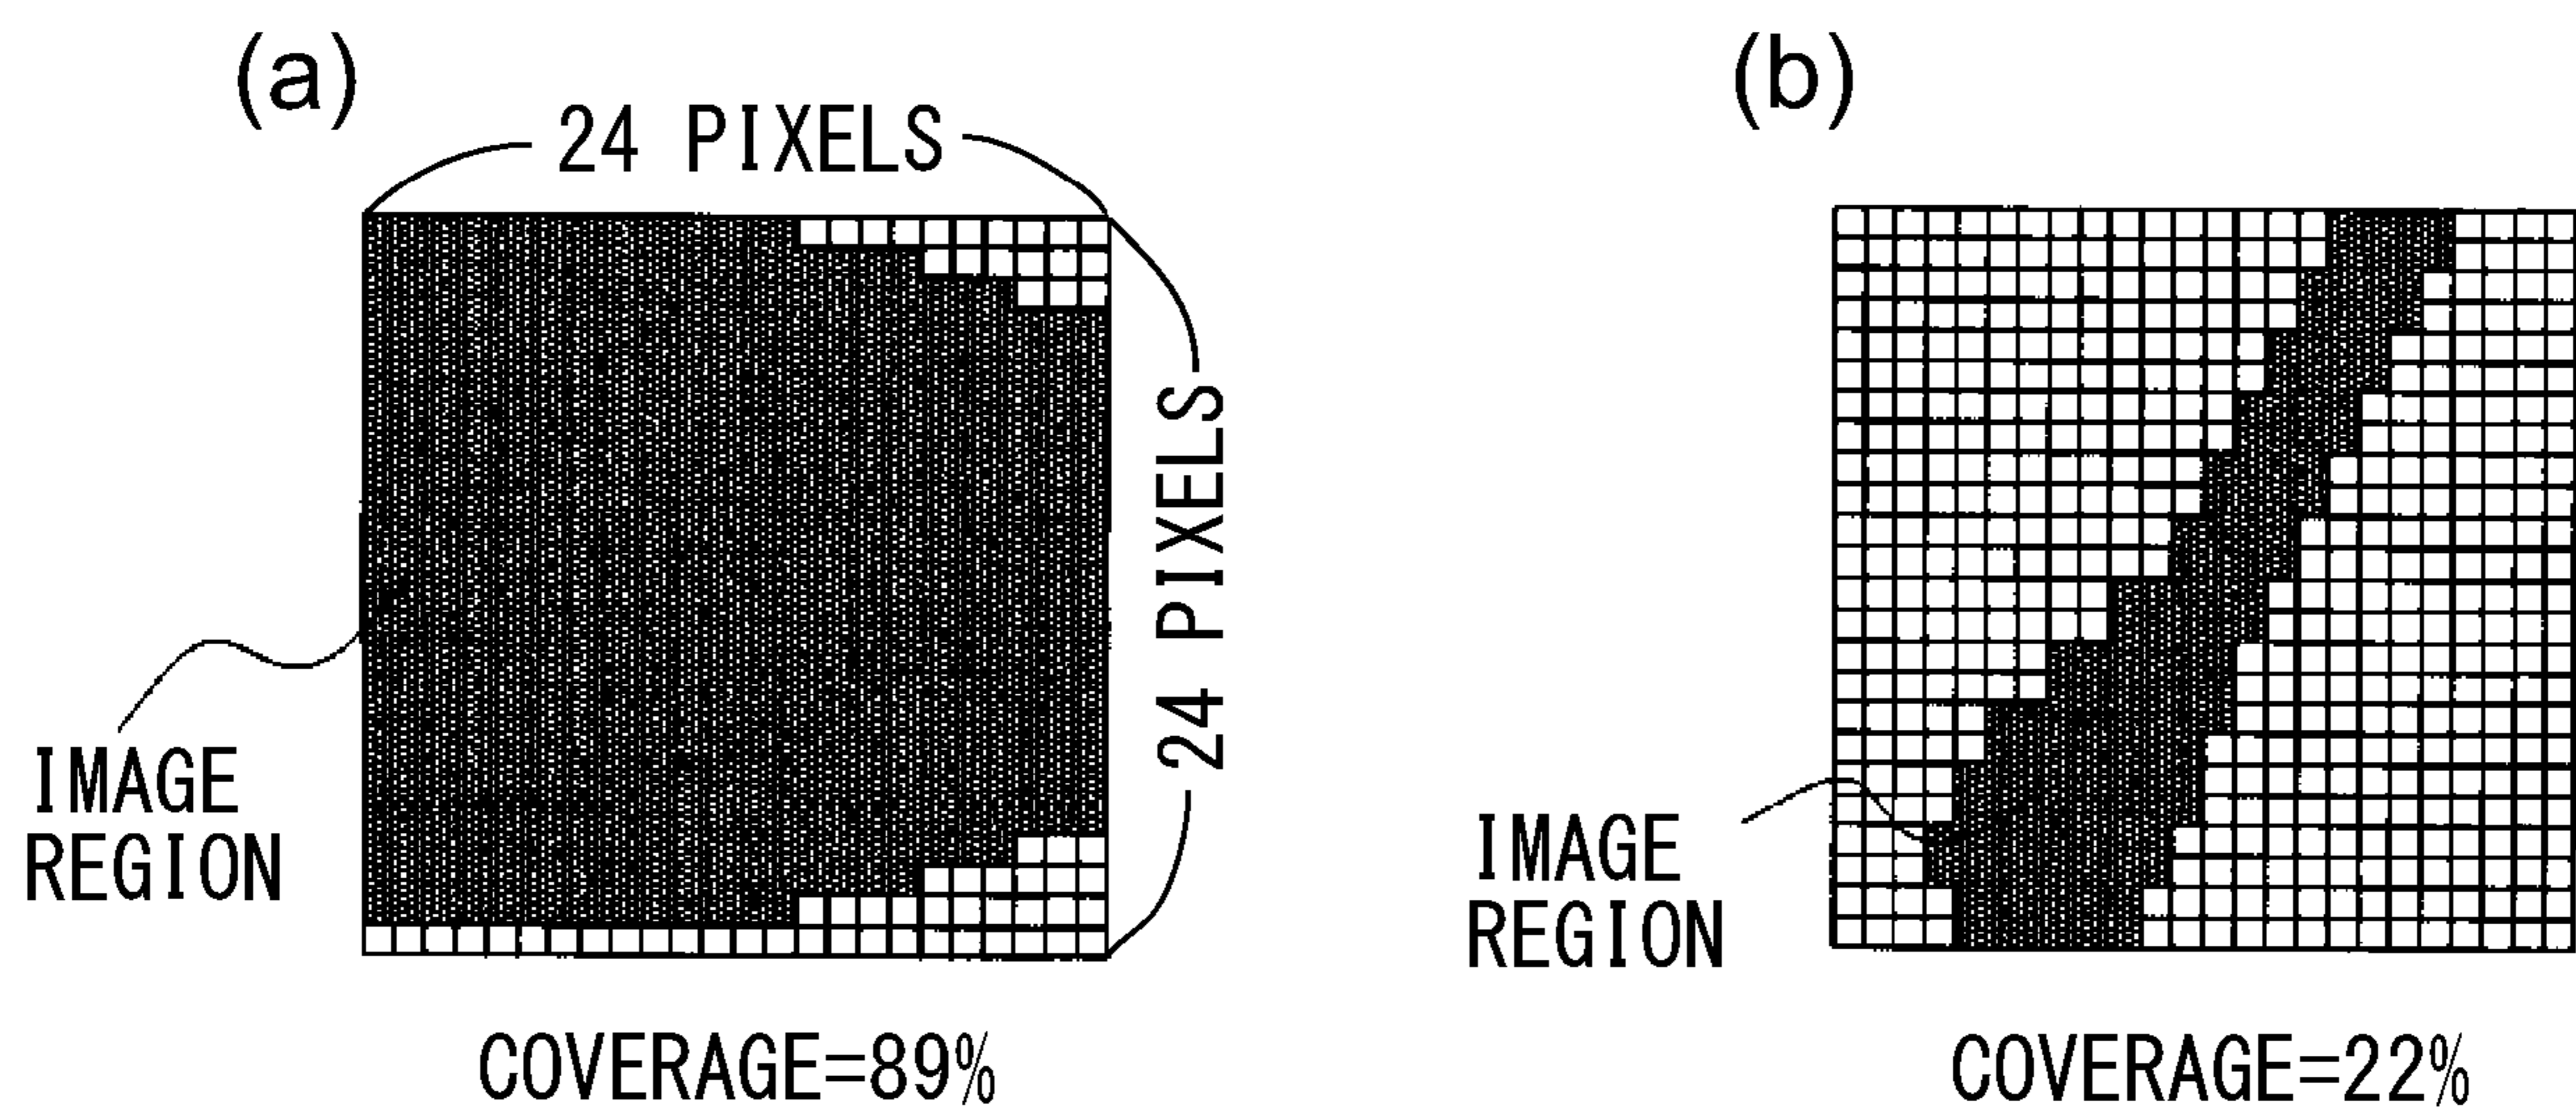 (a)
24 PIXELS
24 PIXELS
IMAGE
REGION
COVERAGE=89%
(b)
IMAGE
REGION
COVERAGE=22%